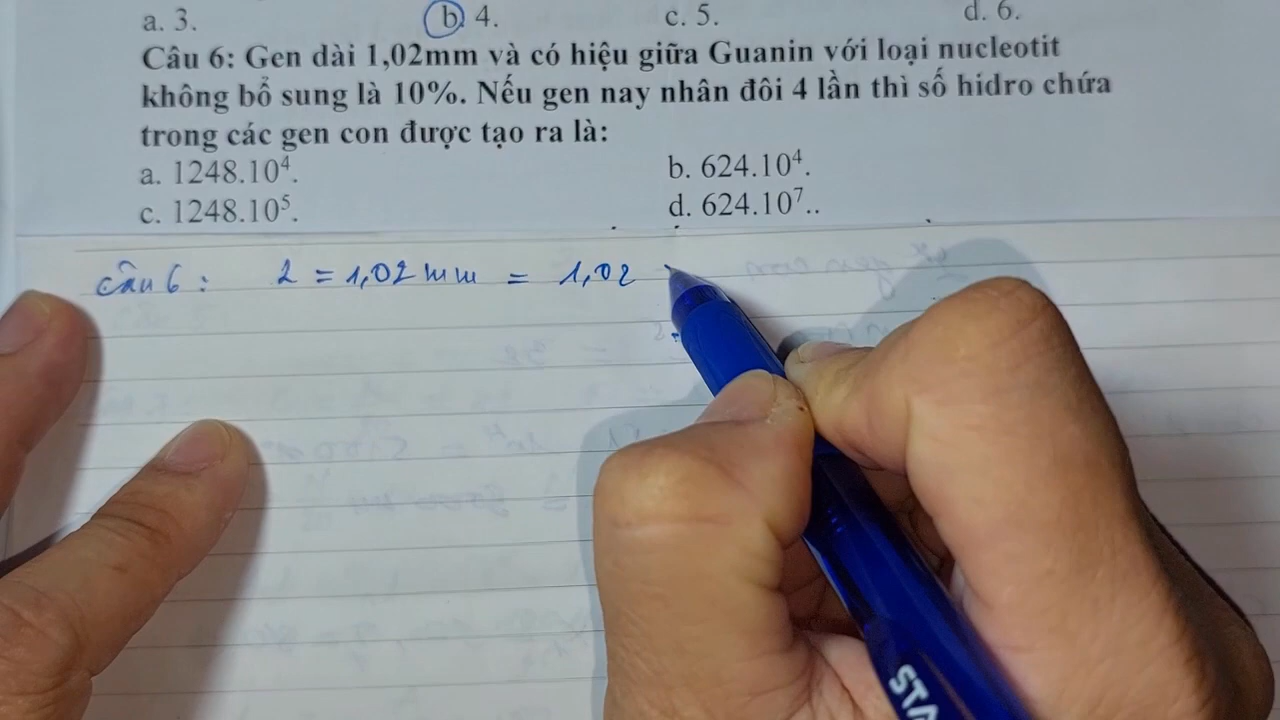 a. 3. b. 4. c. 5. d. 6.
Câu 6: Gen dài 1,02mm và có hiệu giữa Guanin với loại nucleotit
không bổ sung là 10%. Nếu gen nay nhân đôi 4 lần thì số hidro chứa
trong các gen con được tạo ra là:
a. 1248.10⁴. b. 624.10⁴.
c. 1248.10⁵. d. 624.10⁷..
Câu 6 : L = 1,02 mm = 1,02
STA